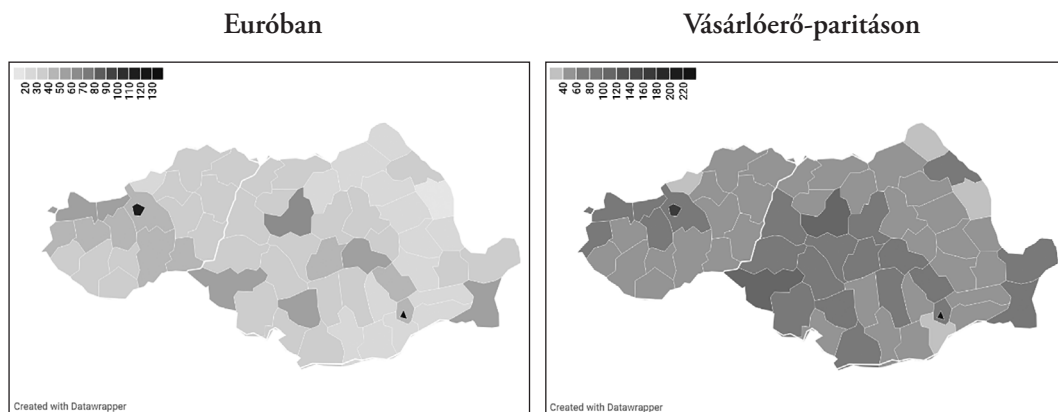 Euróban
Vásárlóerő-paritáson
20 30 40 50 60 70 80 90 100 110 120 130
40 60 80 100 120 140 160 180 200 220
Created with Datawrapper
Created with Datawrapper